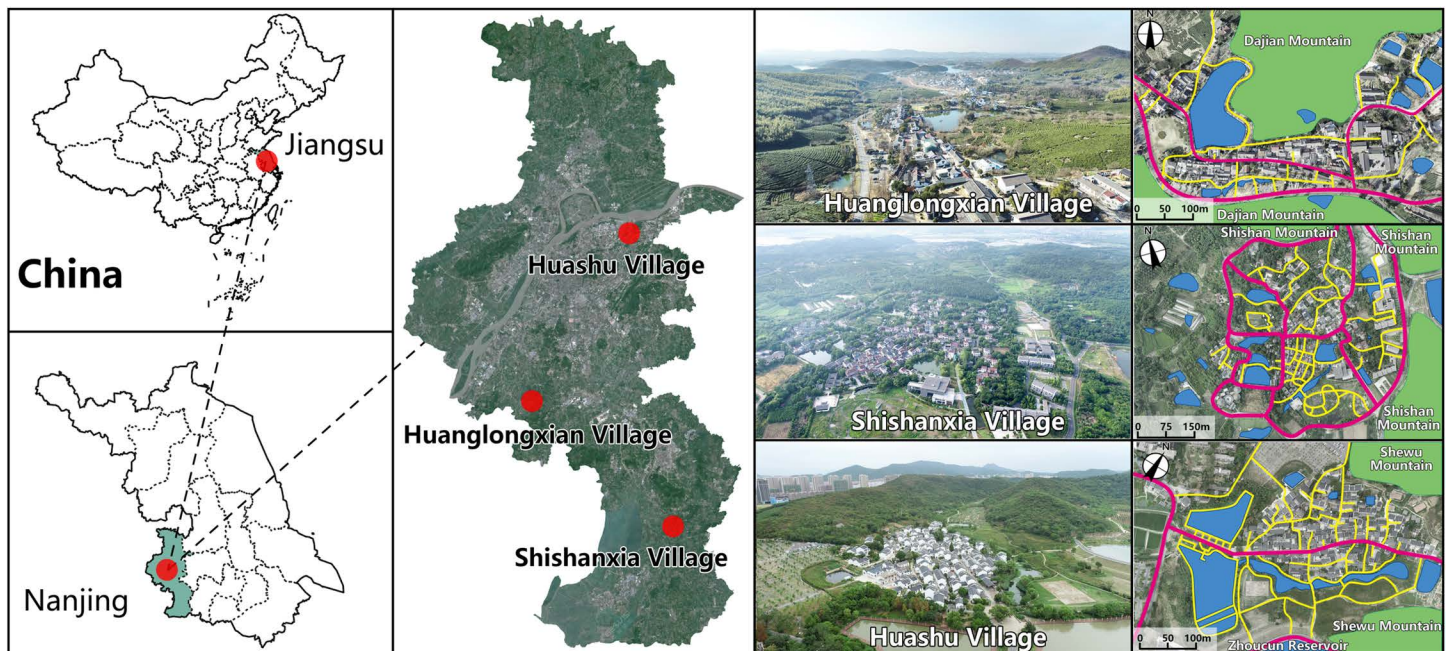 Jiangsu
China
Nanjing
Huashu Village
Huanglongxian Village
Shishanxia Village
Huanglongxian Village
Shishanxia Village
Huashu Village
N
Dajian Mountain
0 50 100m
Dajian Mountain
N
Shishan Mountain
Shishan
Mountain
0 75 150m
Shishan
Mountain
N
Shewu
Mountain
0 50 100m
Shewu Mountain
Zhoucun Reservoir